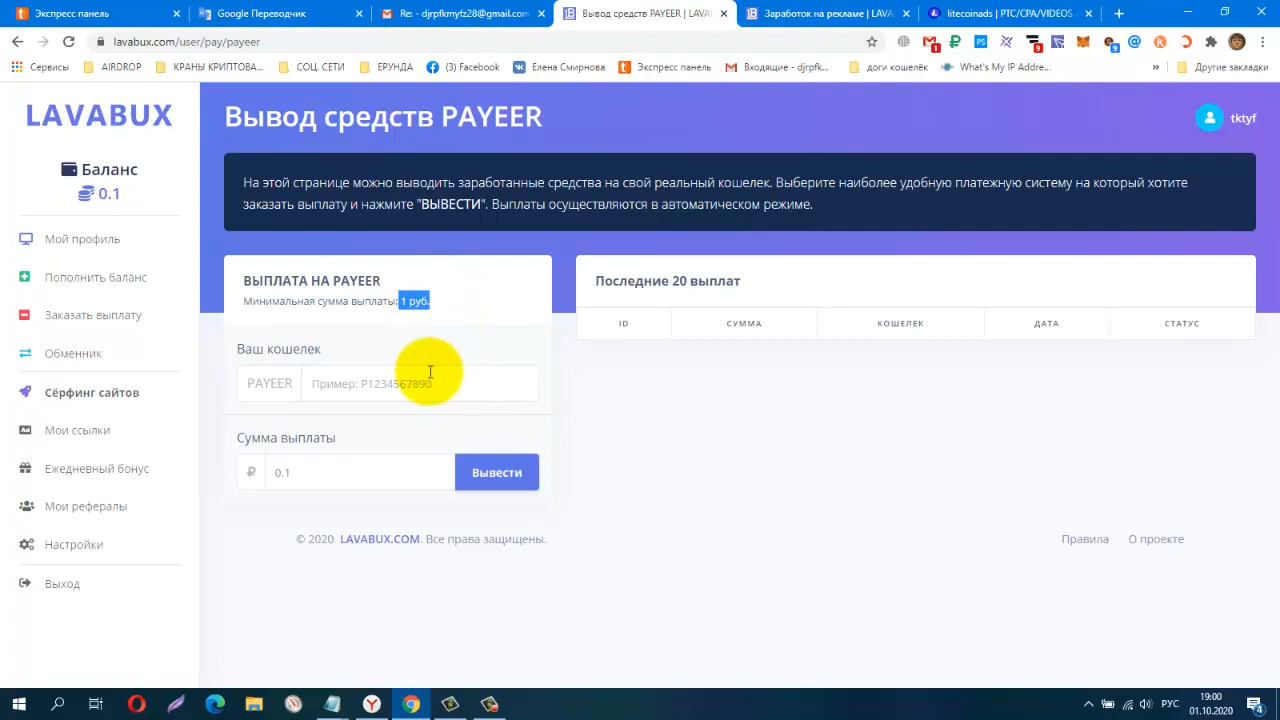 Экспресс панель
Google Переводчик
Re: - djrpfkmyfz28@gmail.com
Вывод средств PAYEER | LAVAB
Заработок на рекламе | LAVA
litecoinads | PTC/CPA/VIDEOS
lavabux.com/user/pay/payeer
Сервисы
AIRDROP
КРАНЫ КРИПТОВА...
СОЦ. СЕТИ
ЕРУНДА
(3) Facebook
Елена Смирнова
Экспресс панель
Входящие - djrpfk...
доги кошелёк
What's My IP Addre...
»
Другие закладки
LAVABUX
Баланс
0.1
Мой профиль
Пополнить баланс
Заказать выплату
Обменник
Сёрфинг сайтов
Мои ссылки
Ежедневный бонус
Мои рефералы
Настройки
Выход
Вывод средств PAYEER
tktyf
На этой странице можно выводить заработанные средства на свой реальный кошелек. Выберите наиболее удобную платежную систему на который хотите
заказать выплату и нажмите "ВЫВЕСТИ". Выплаты осуществляются в автоматическом режиме.
ВЫПЛАТА НА PAYEER
Минимальная сумма выплаты: 1 руб.
Ваш кошелек
PAYEER
Пример: P1234567890
Сумма выплаты
₽
0.1
Вывести
Последние 20 выплат
ID
СУММА
КОШЕЛЕК
ДАТА
СТАТУС
© 2020 LAVABUX.COM. Все права защищены.
Правила
О проекте
РУС
19:00
01.10.2020